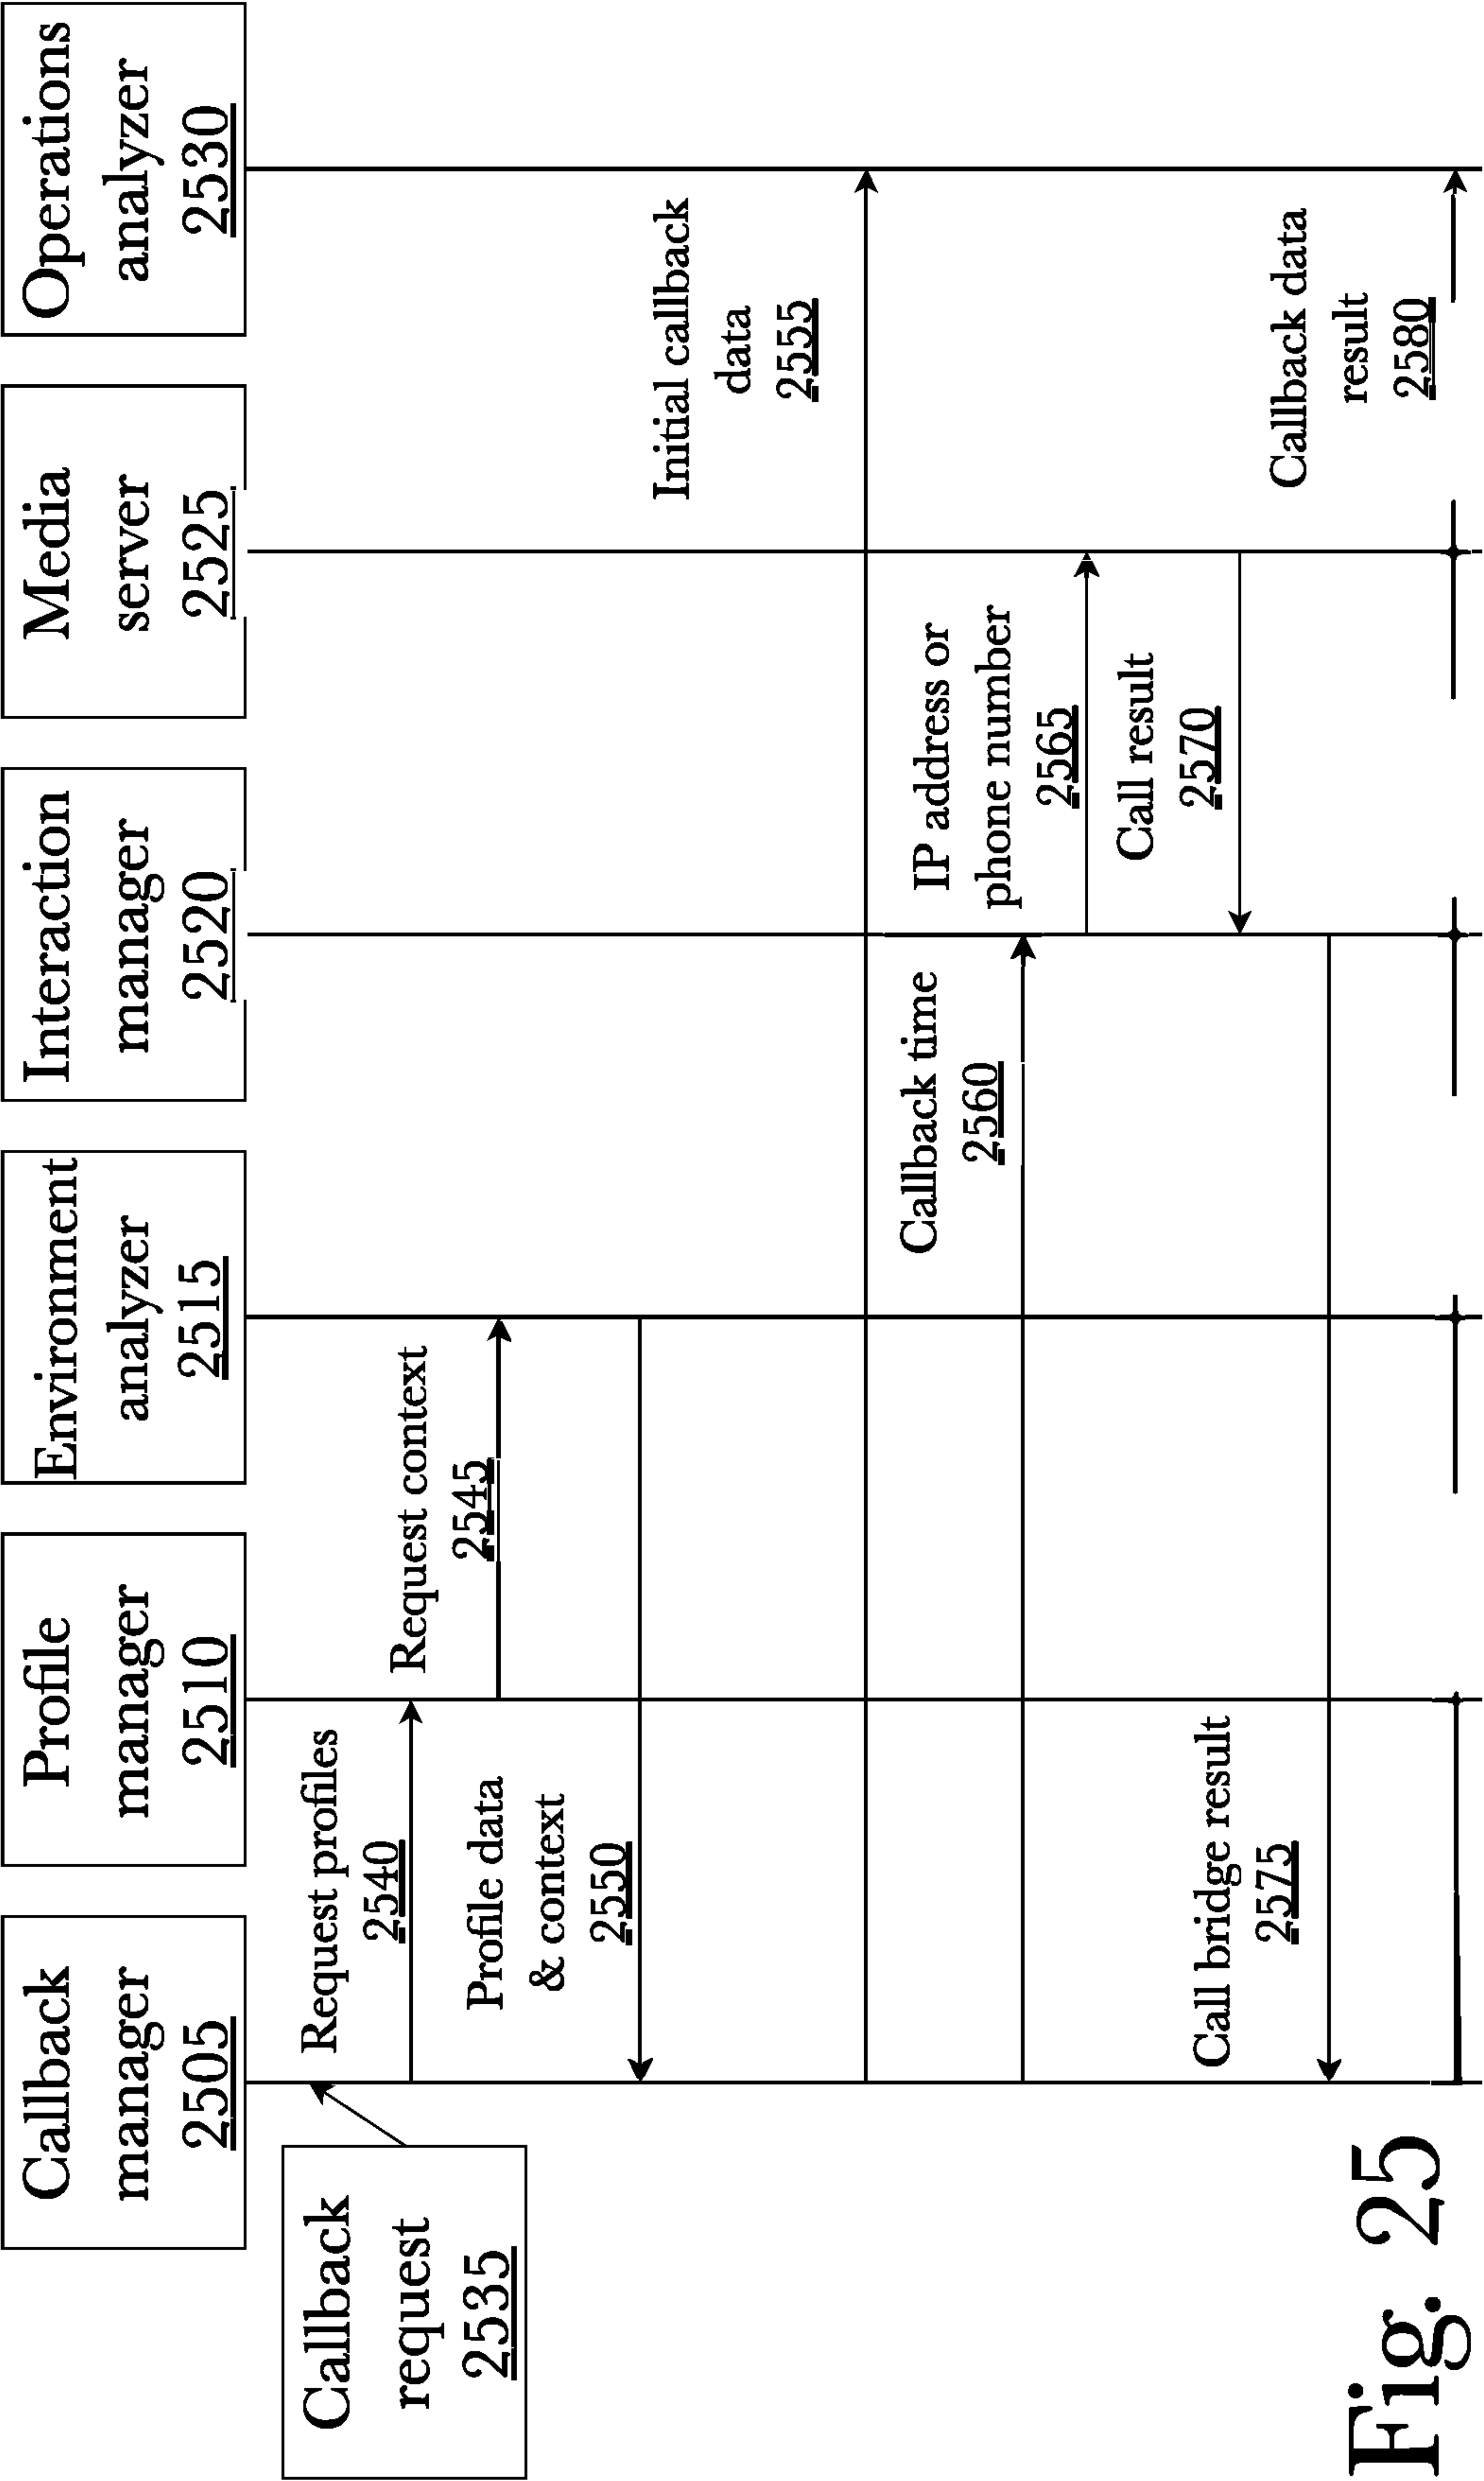 Callback
manager
2505
Profile
manager
2510
Environment
analyzer
2515
Interaction
manager
2520
Media
server
2525
Operations
analyzer
2530
Callback
request
2535
Request profiles
2540
Request context
2545
Profile data
& context
2550
Initial callback
data
2555
Callback time
2560
IP address or
phone number
2565
Call result
2570
Call bridge result
2575
Callback data
result
2580
Fig. 25